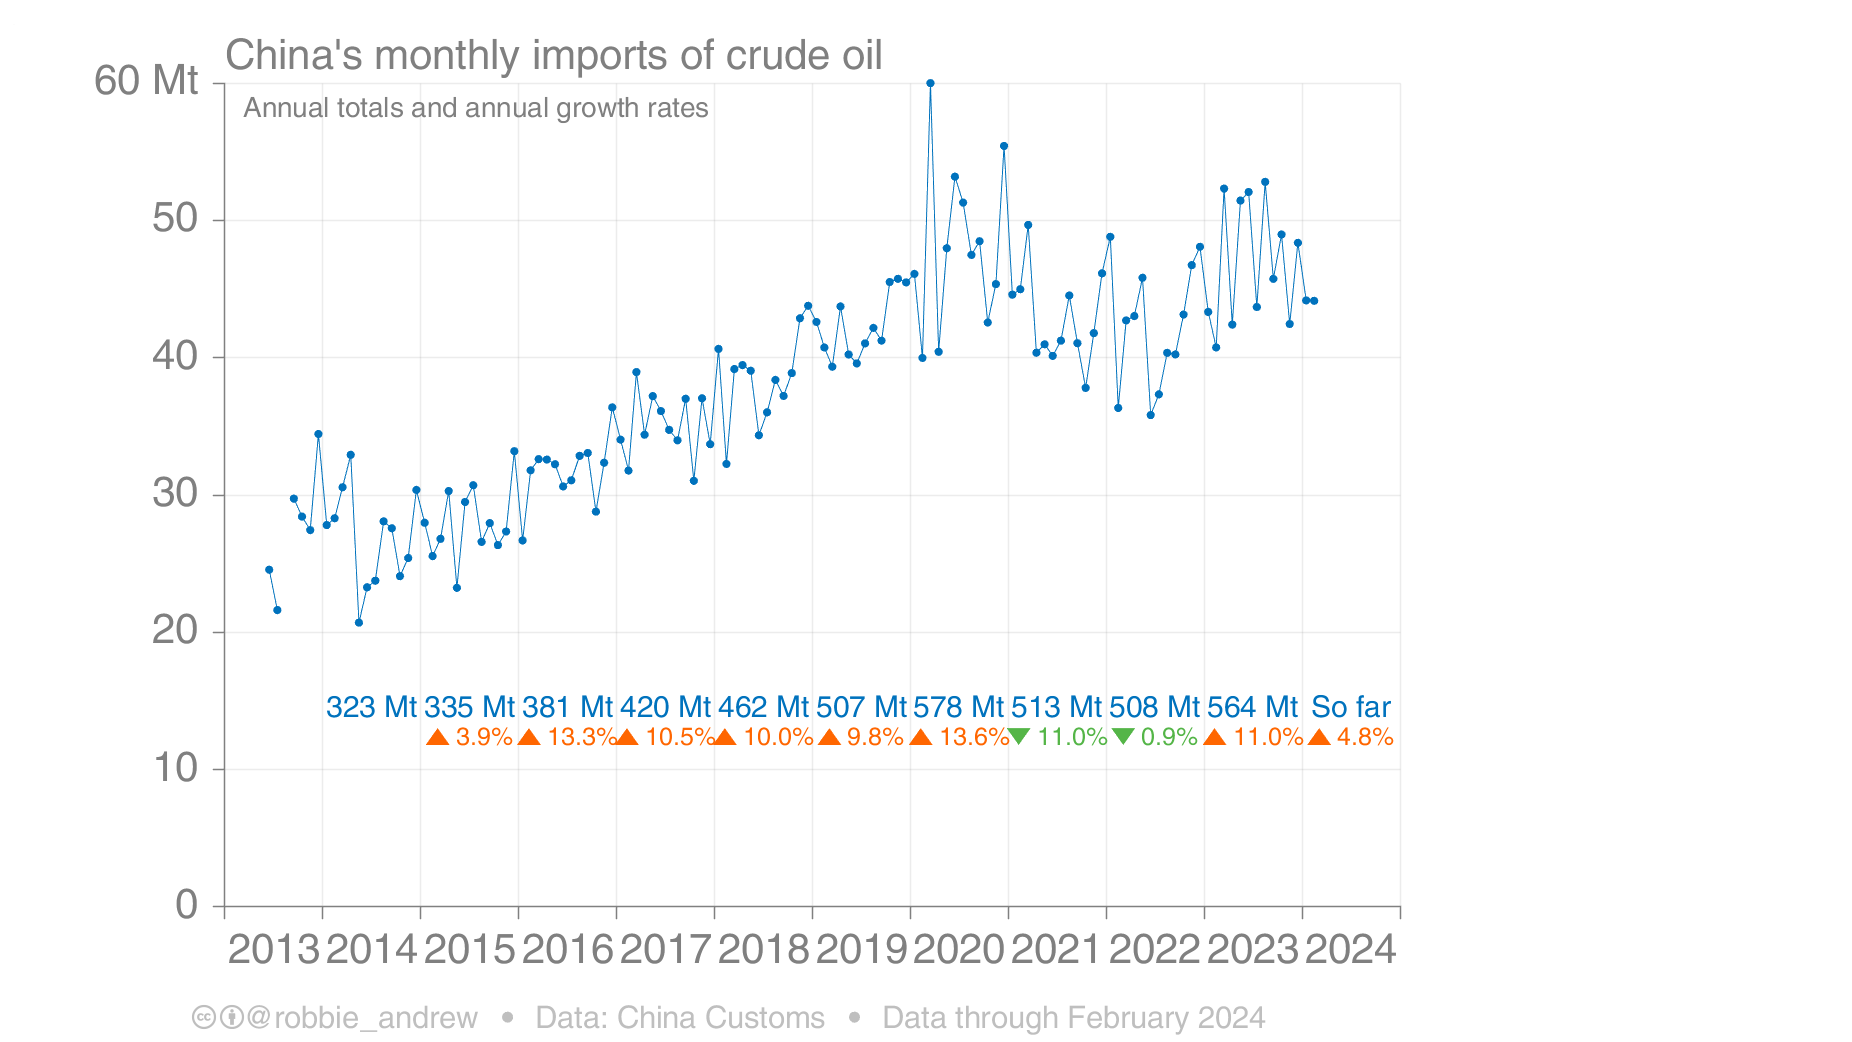 China's monthly imports of crude oil
60 Mt
Annual totals and annual growth rates
50
40
30
20
323 Mt 335 Mt 381 Mt 420 Mt 462 Mt 507 Mt 578 Mt 513 Mt 508 Mt 564 Mt So far
▲ 3.9% ▲ 13.3% ▲ 10.5% ▲ 10.0% ▲ 9.8% ▲ 13.6% ▼ 11.0% ▼ 0.9% ▲ 11.0% ▲ 4.8%
10
0
2013 2014 2015 2016 2017 2018 2019 2020 2021 2022 2023 2024
@robbie_andrew • Data: China Customs • Data through February 2024